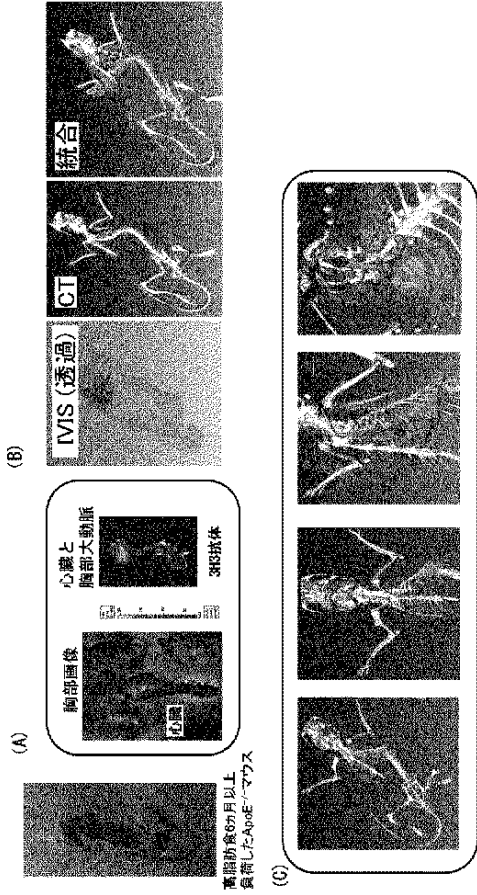 (A)
高脂肪食6カ月以上
負荷したApoE⁻/⁻マウス
胸部画像
心臓
心臓と
胸部大動脈
3H3抗体
(B)
IVIS (透過)
CT
統合
(C)